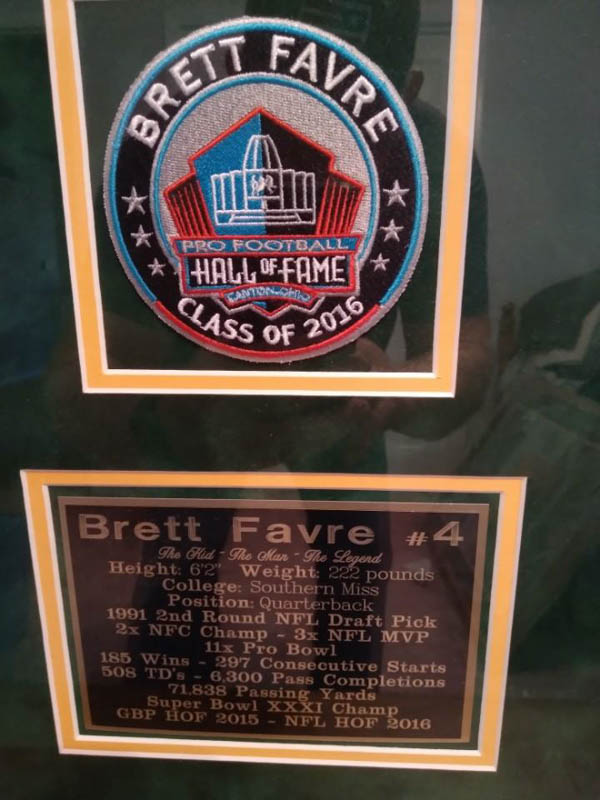 BRETT FAVRE
PRO FOOTBALL
HALL OF FAME
CANTON, OHIO
CLASS OF 2016
Brett Favre #4
The Kid - The Man - The Legend
Height: 6'2" Weight: 222 pounds
College: Southern Miss
Position: Quarterback
1991 2nd Round NFL Draft Pick
2x NFC Champ - 3x NFL MVP
11x Pro Bowl
185 Wins - 297 Consecutive Starts
508 TD's - 6,300 Pass Completions
71,838 Passing Yards
Super Bowl XXXI Champ
GBP HOF 2015 - NFL HOF 2016